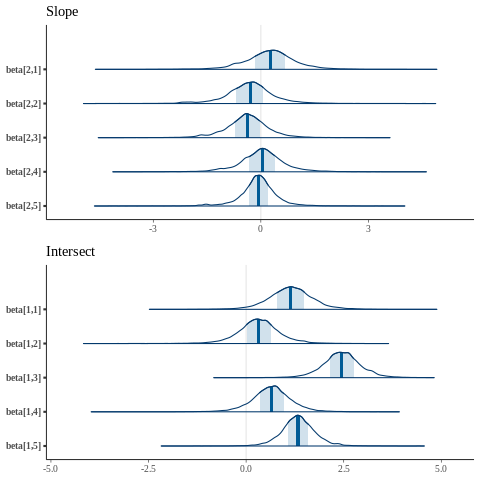 Slope
beta[2,1]
beta[2,2]
beta[2,3]
beta[2,4]
beta[2,5]
-3 0 3
Intersect
beta[1,1]
beta[1,2]
beta[1,3]
beta[1,4]
beta[1,5]
-5.0 -2.5 0.0 2.5 5.0